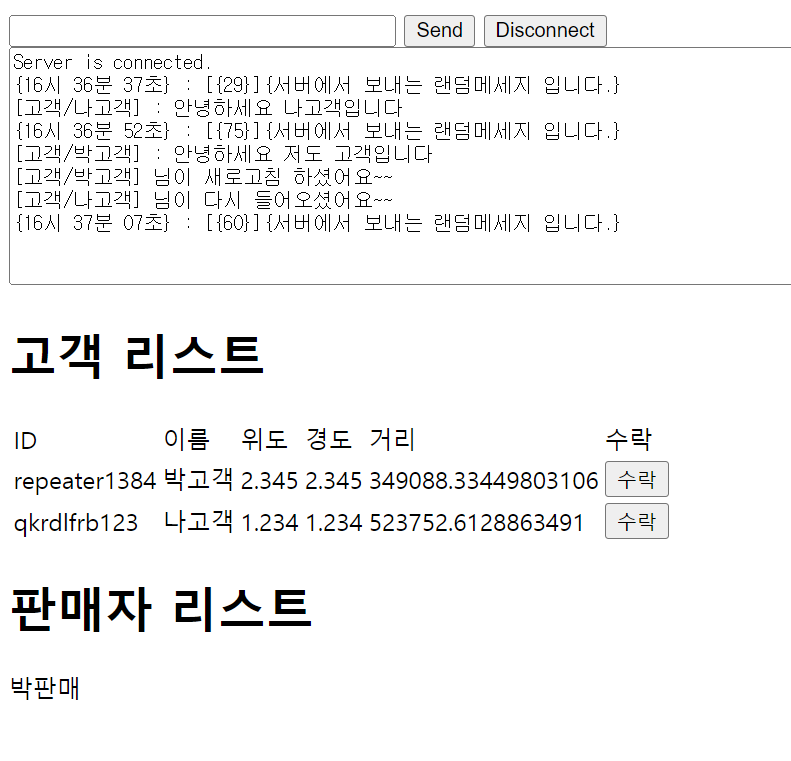 Send Disconnect
Server is connected.
{16시 36분 37초} : [{29}]{서버에서 보내는 랜덤메세지 입니다.}
[고객/나고객] : 안녕하세요 나고객입니다
{16시 36분 52초} : [{75}]{서버에서 보내는 랜덤메세지 입니다.}
[고객/박고객] : 안녕하세요 저도 고객입니다
[고객/박고객] 님이 새로고침 하셨어요~~
[고객/나고객] 님이 다시 들어오셨어요~~
{16시 37분 07초} : [{60}]{서버에서 보내는 랜덤메세지 입니다.}
고객 리스트
ID 이름 위도 경도 거리 수락
repeater1384 박고객 2.345 2.345 349088.33449803106 수락
qkrdlfrb123 나고객 1.234 1.234 523752.6128863491 수락
판매자 리스트
박판매